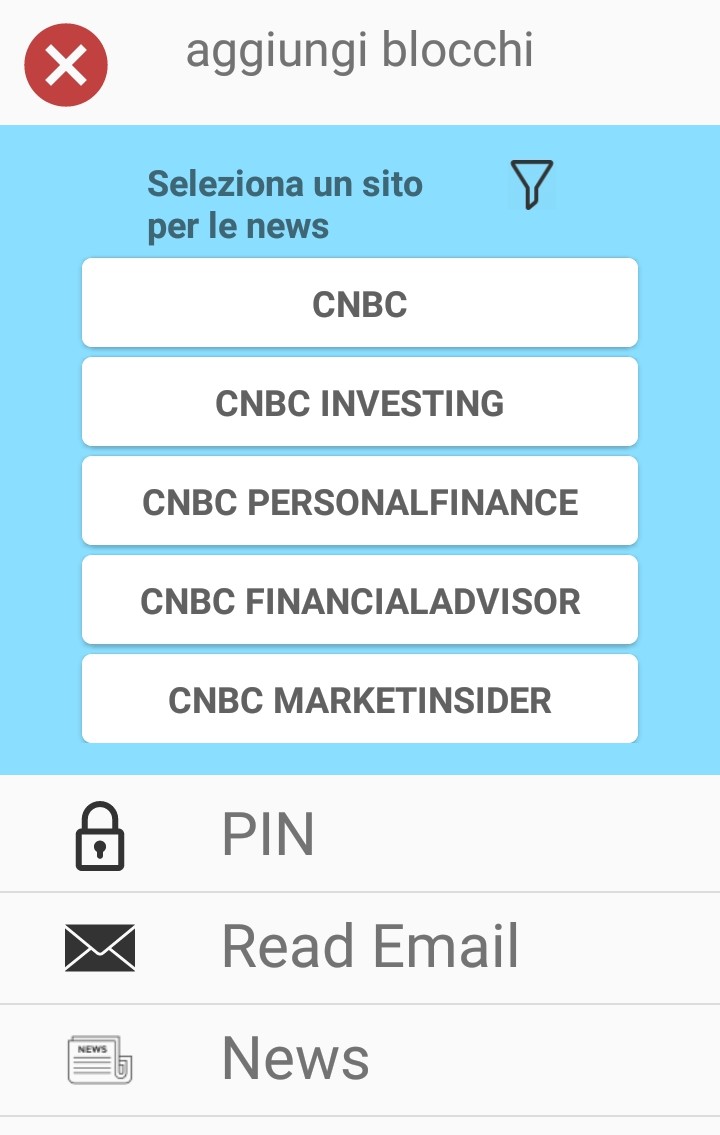 aggiungi blocchi
Seleziona un sito
per le news
CNBC
CNBC INVESTING
CNBC PERSONALFINANCE
CNBC FINANCIALADVISOR
CNBC MARKETINSIDER
PIN
Read Email
NEWS
News